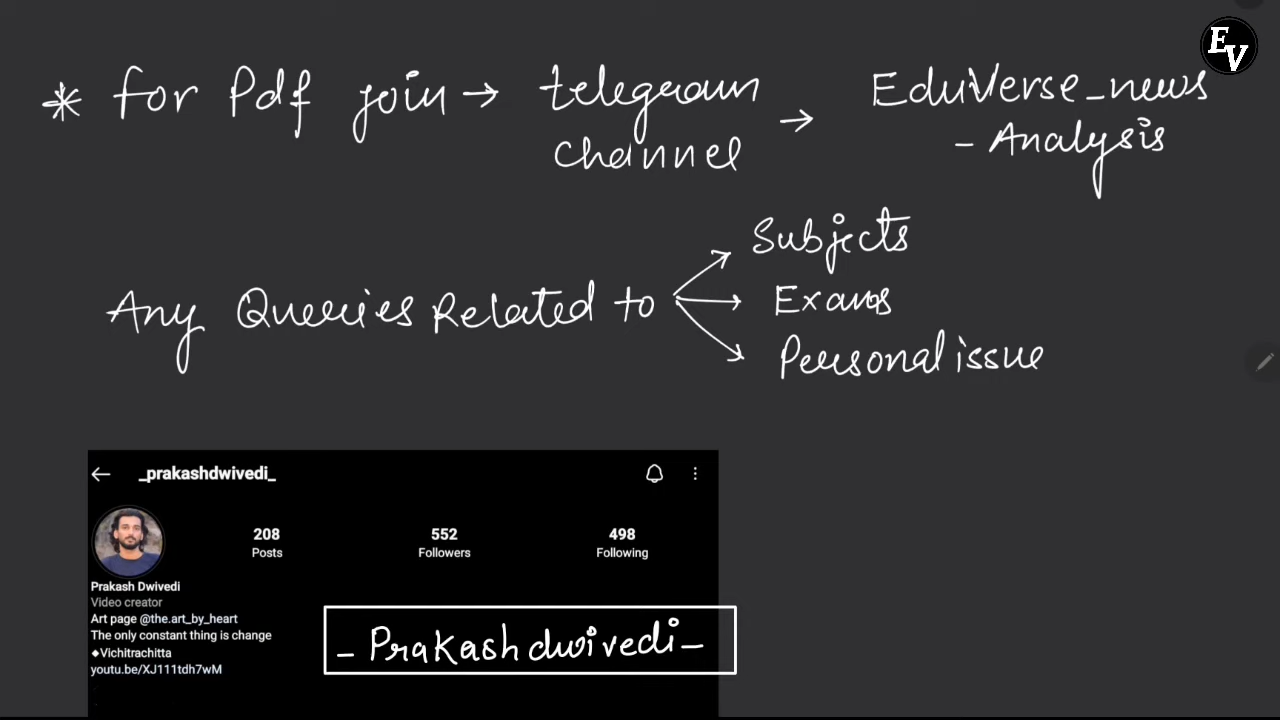 EV
* for Pdf join → telegram channel → EduVerse_news
- Analysis
Any Queries Related to
Subjects
Exams
Personal issue
_prakashdwivedi_
208 552 498
Posts Followers Following
Prakash Dwivedi
Video creator
Art page @the.art_by_heart
The only constant thing is change
◆Vichitrachitta
youtu.be/XJ111tdh7wM
_ Prakashdwivedi _